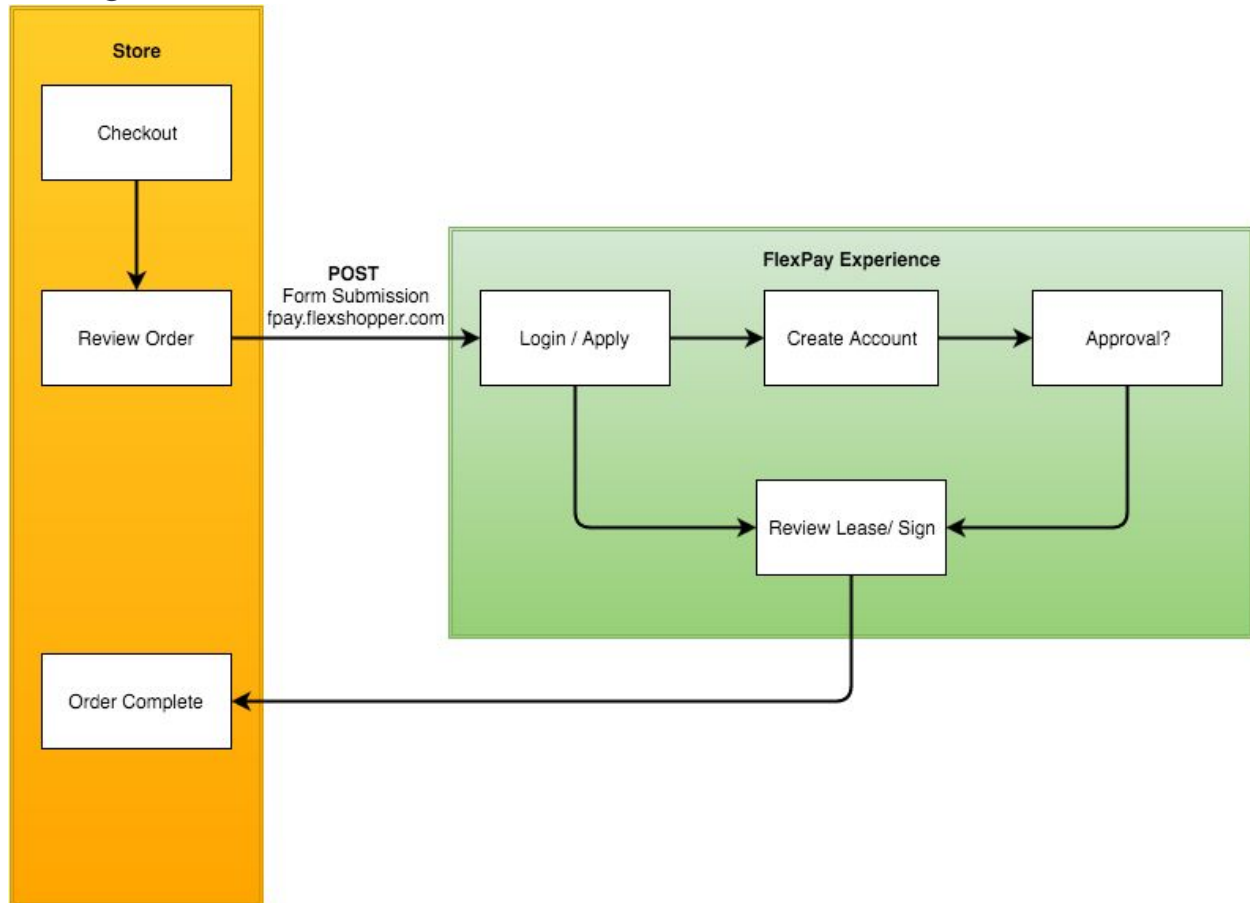 Store
Checkout
Review Order
POST
Form Submission
fpay.flexshopper.com
FlexPay Experience
Login / Apply
Create Account
Approval?
Review Lease/ Sign
Order Complete